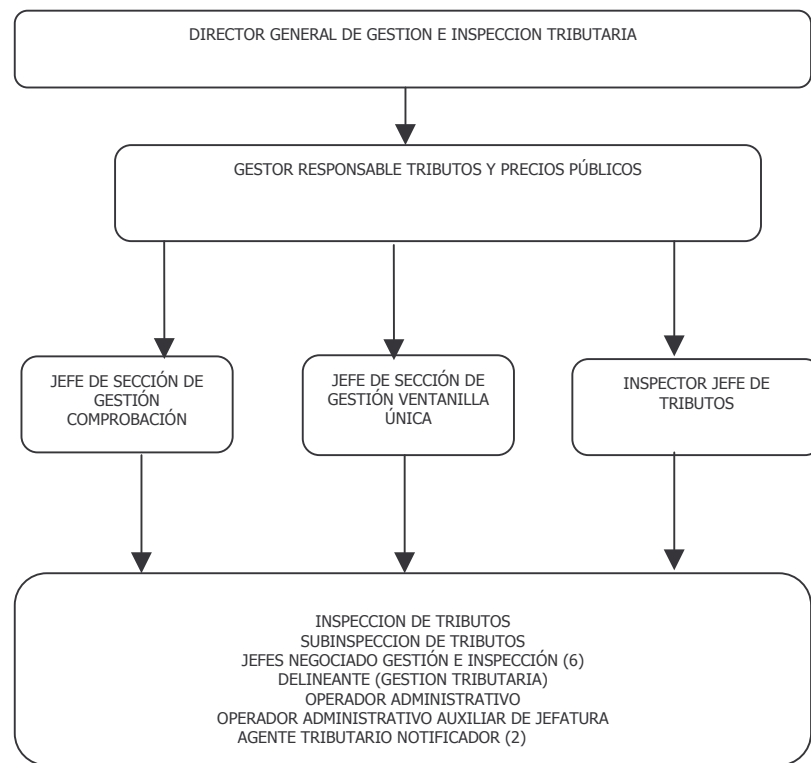 DIRECTOR GENERAL DE GESTION E INSPECCION TRIBUTARIA
GESTOR RESPONSABLE TRIBUTOS Y PRECIOS PÚBLICOS
JEFE DE SECCIÓN DE
GESTIÓN
COMPROBACIÓN
JEFE DE SECCIÓN DE
GESTIÓN VENTANILLA
ÚNICA
INSPECTOR JEFE DE
TRIBUTOS
INSPECCION DE TRIBUTOS
SUBINSPECCION DE TRIBUTOS
JEFES NEGOCIADO GESTIÓN E INSPECCIÓN (6)
DELINEANTE (GESTION TRIBUTARIA)
OPERADOR ADMINISTRATIVO
OPERADOR ADMINISTRATIVO AUXILIAR DE JEFATURA
AGENTE TRIBUTARIO NOTIFICADOR (2)